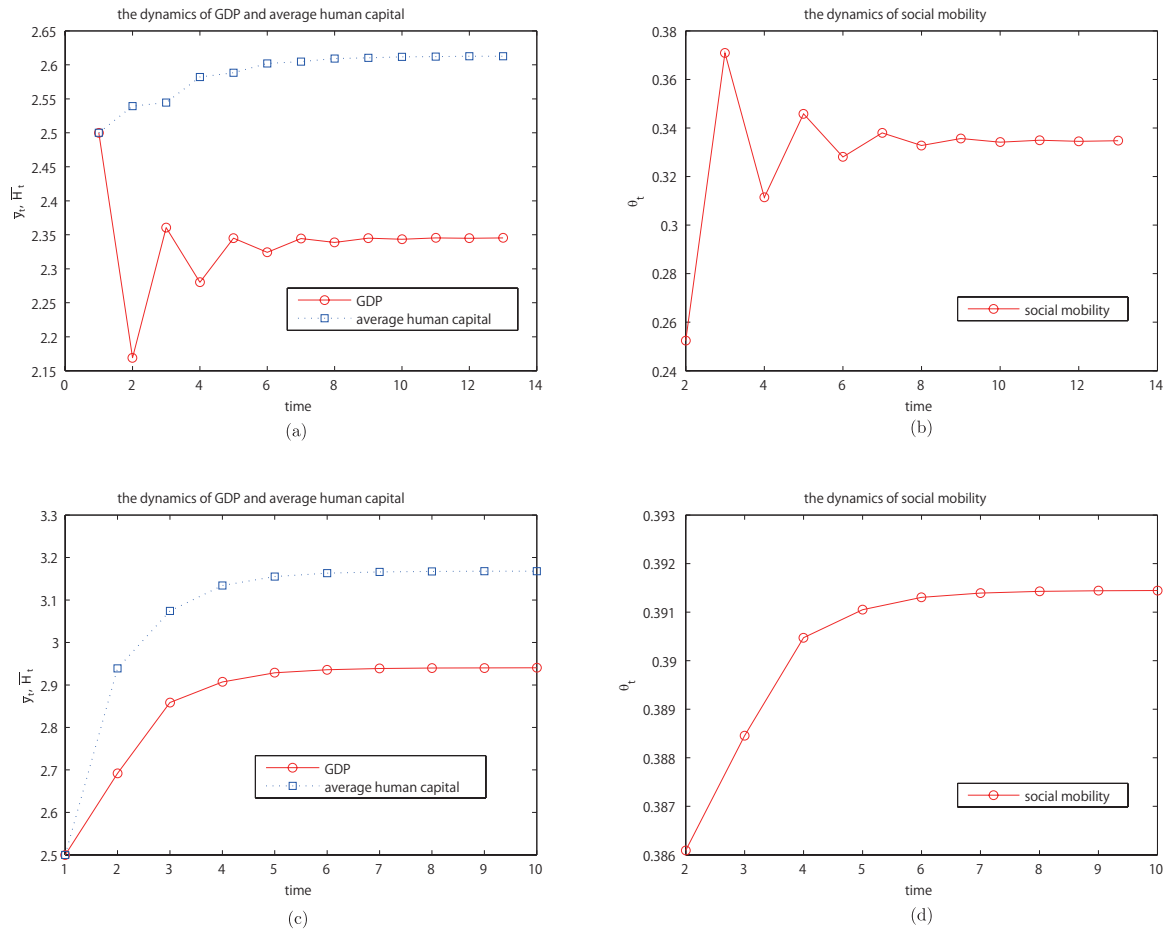 the dynamics of GDP and average human capital
2.65
2.6
2.55
2.5
2.45
2.4
2.35
2.3
2.25
2.2
2.15
y̅_t, H̅_t
GDP
average human capital
0 2 4 6 8 10 12 14
time
(a)
the dynamics of social mobility
0.38
0.36
0.34
0.32
0.3
0.28
0.26
0.24
θ_t
social mobility
2 4 6 8 10 12 14
time
(b)
the dynamics of GDP and average human capital
3.3
3.2
3.1
3
2.9
2.8
2.7
2.6
2.5
y̅_t, H̅_t
GDP
average human capital
1 2 3 4 5 6 7 8 9 10
time
(c)
the dynamics of social mobility
0.393
0.392
0.391
0.39
0.389
0.388
0.387
0.386
θ_t
social mobility
2 3 4 5 6 7 8 9 10
time
(d)